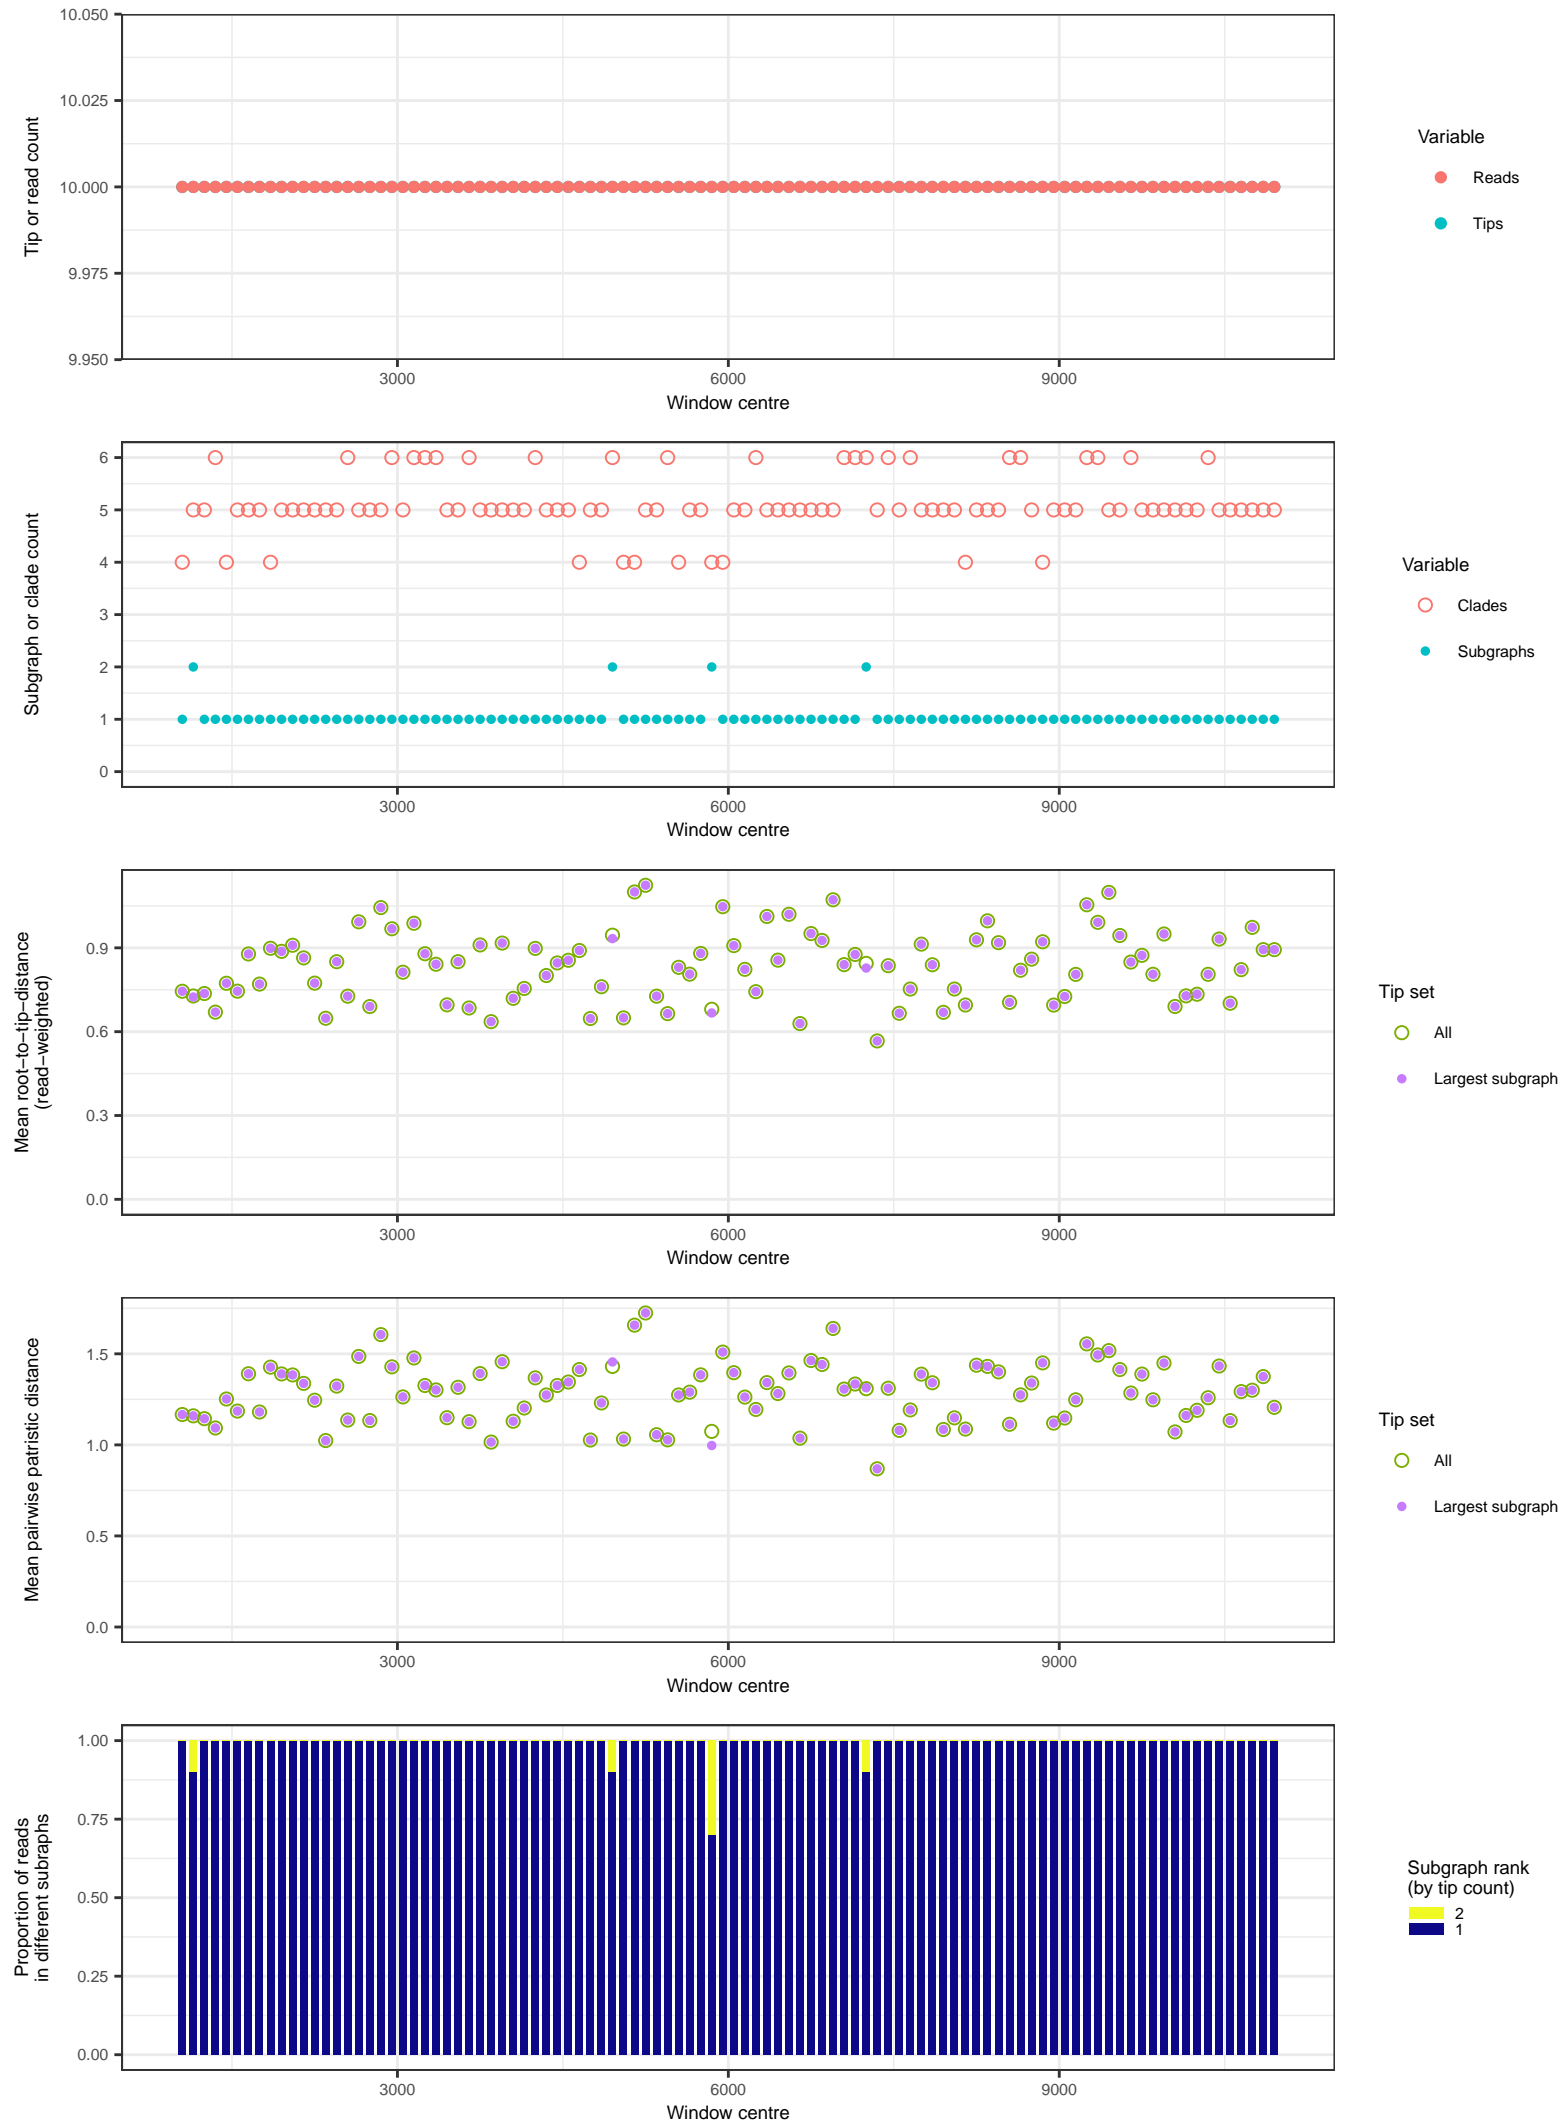 10.050
10.025
10.000
9.975
9.950
Tip or read count
3000
6000
9000
Window centre
Variable
Reads
Tips
6
5
4
3
2
1
0
Subgraph or clade count
3000
6000
9000
Window centre
Variable
Clades
Subgraphs
0.9
0.6
0.3
0.0
Mean root−to−tip−distance
(read−weighted)
3000
6000
9000
Window centre
Tip set
All
Largest subgraph
1.5
1.0
0.5
0.0
Mean pairwise patristic distance
3000
6000
9000
Window centre
Tip set
All
Largest subgraph
1.00
0.75
0.50
0.25
0.00
Proportion of reads
in different subraphs
3000
6000
9000
Window centre
Subgraph rank
(by tip count)
2
1